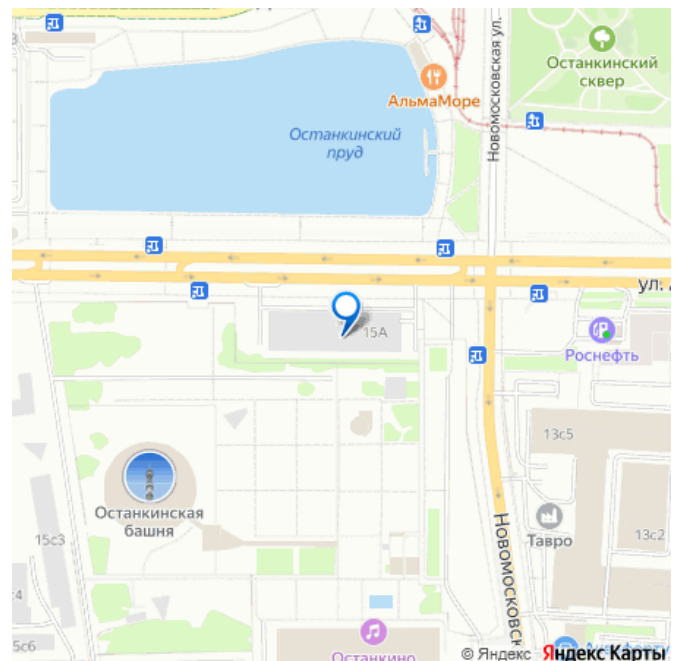 Останкинский
сквер
АльмаМоре
Новомосковская ул.
Останкинский
пруд
ул.
15А
Роснефть
13с5
Останкинская
башня
15с3
Тавро
13с2
Новомосковск
5с6
Останкино
© Яндекс Яндекс Карты